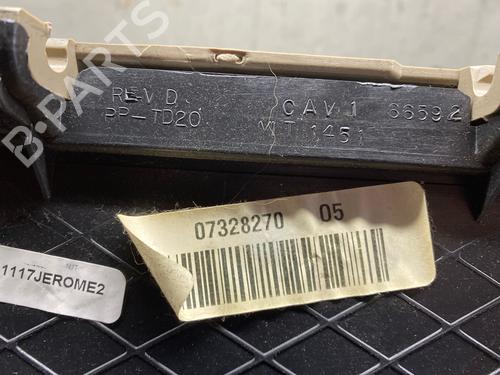 REV D CAV 1 66592
PP-TD20 MT 1451
07328270 05
1117JEROME2
B-PARTS